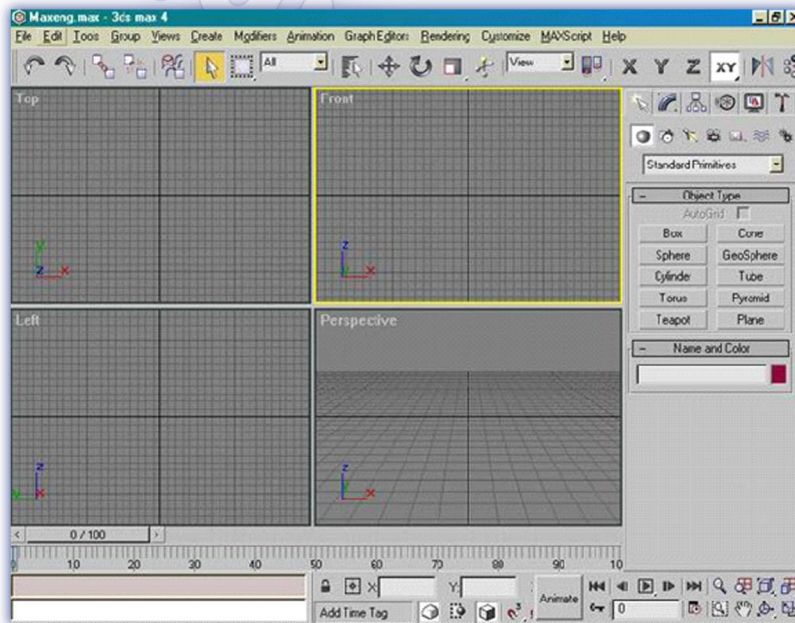 Maxeng.max - 3ds max 4
File Edit Toos Group Views Create Modifiers Animation Graph Editors Rendering Customize MAXScript Help
All View X Y Z XY
Top Front
Standard Primitives
Object Type
AutoGrid
Box Cone
Sphere GeoSphere
Cylinder Tube
Torus Pyramid
Teapot Plane
Name and Color
y z x z y x
Left Perspective
z y x z y x
0 / 100
0 10 20 30 40 50 60 70 80 90 10
X: Y: Animate
Add Time Tag 0